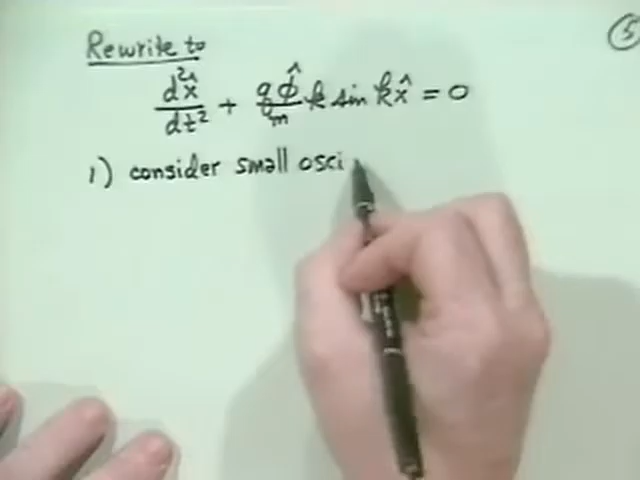 5
Rewrite to
d²x̂/dt² + qφ̂/m k sin kx̂ = 0
1) consider small osci